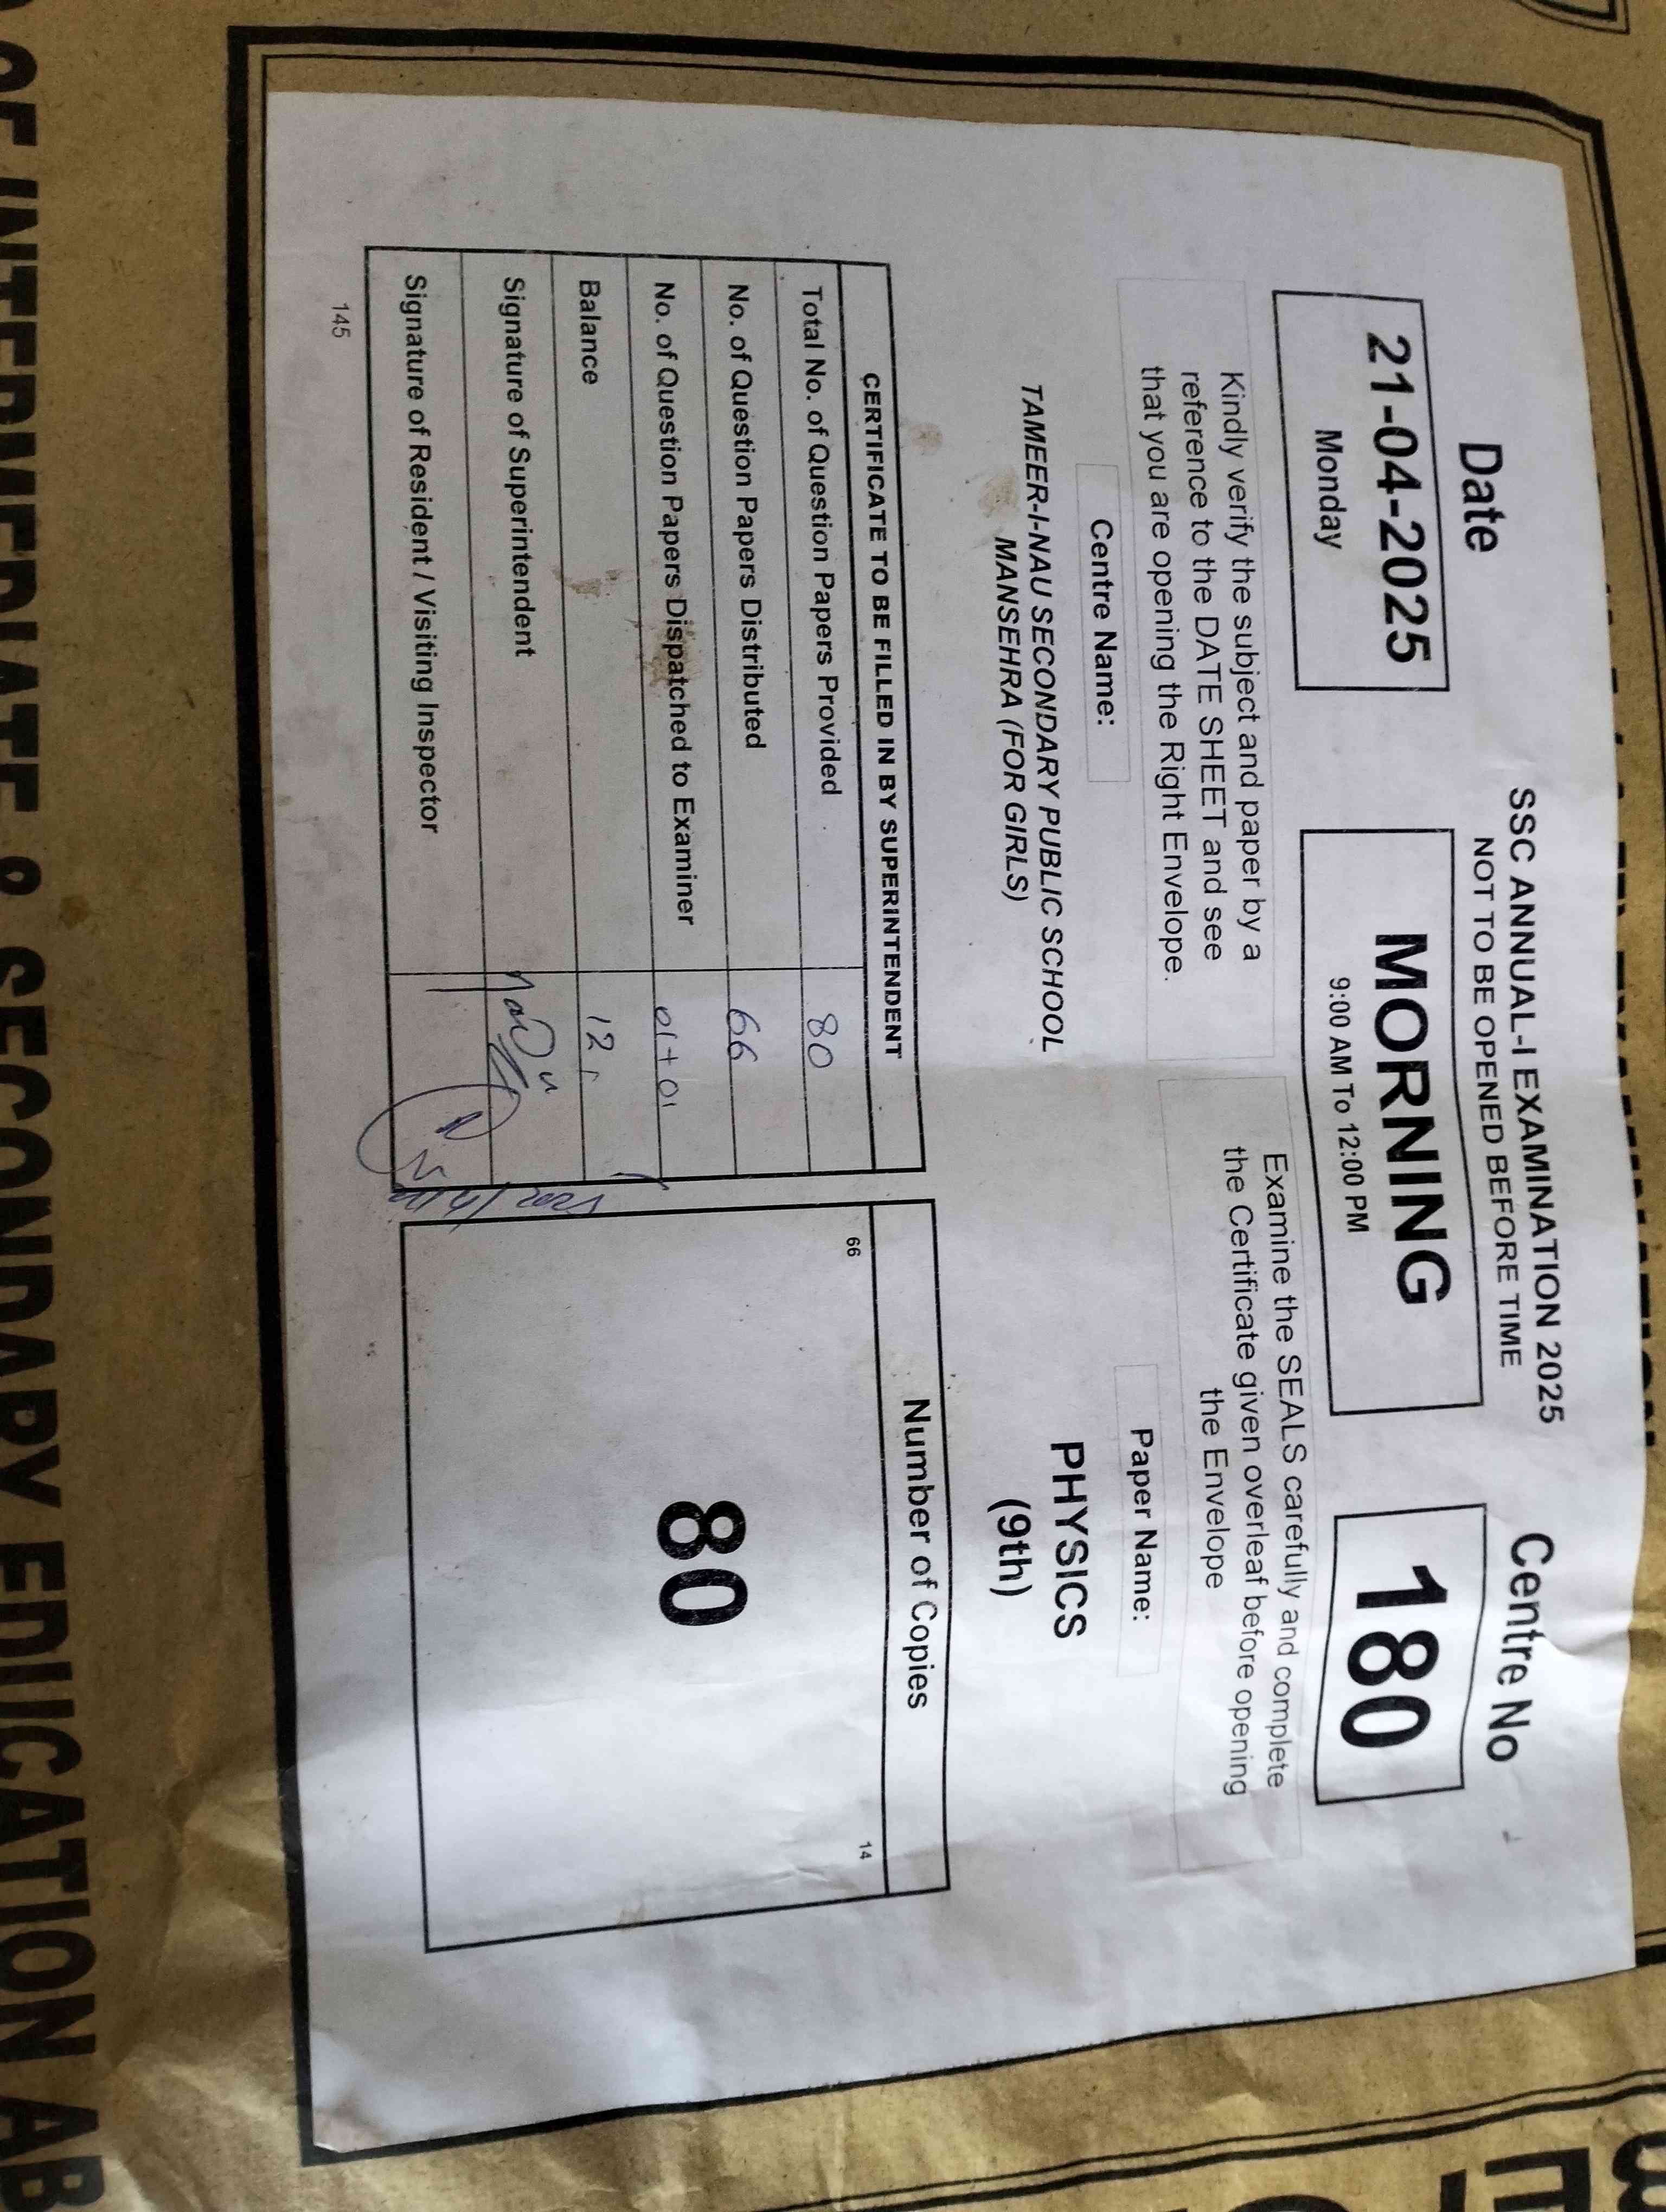 Date
21-04-2025
Monday
SSC ANNUAL-I EXAMINATION 2025
NOT TO BE OPENED BEFORE TIME
MORNING
9:00 AM To 12:00 PM
Centre No
180
Kindly verify the subject and paper by a
reference to the DATE SHEET and see
that you are opening the Right Envelope.
Examine the SEALS carefully and complete
the Certificate given overleaf before opening
the Envelope
Centre Name:
TAMEER-I-NAU SECONDARY PUBLIC SCHOOL
MANSEHRA (FOR GIRLS)
Paper Name:
PHYSICS
(9th)
CERTIFICATE TO BE FILLED IN BY SUPERINTENDENT
Total No. of Question Papers Provided 80
No. of Question Papers Distributed 66
No. of Question Papers Dispatched to Examiner 01+01
Balance 12
Signature of Superintendent
Signature of Resident / Visiting Inspector
145
Number of Copies
66 14
80
OF INTERMEDIATE & SECONDARY EDUCATION AB